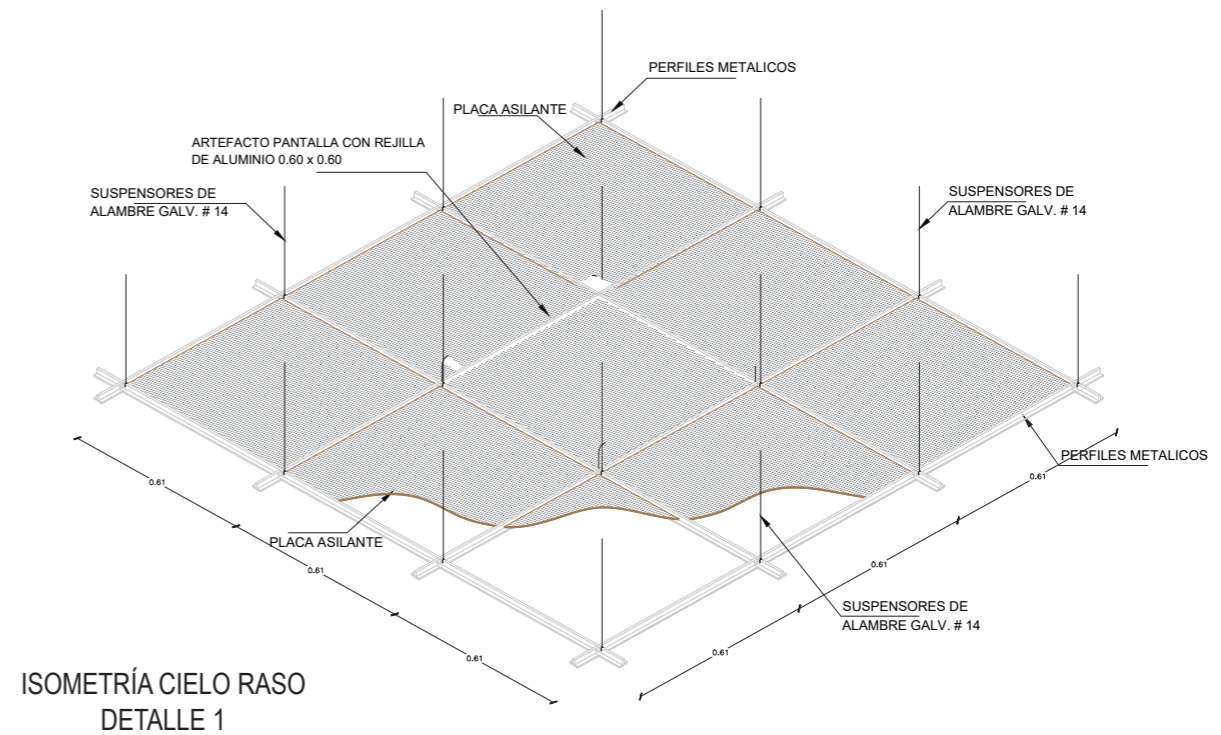 PERFILES METALICOS
PLACA ASILANTE
ARTEFACTO PANTALLA CON REJILLA
DE ALUMINIO 0.60 x 0.60
SUSPENSORES DE
ALAMBRE GALV. # 14
SUSPENSORES DE
ALAMBRE GALV. # 14
PERFILES METALICOS
0.61
0.61
PLACA ASILANTE
0.61
0.61
SUSPENSORES DE
ALAMBRE GALV. # 14
0.61
0.61
ISOMETRÍA CIELO RASO
DETALLE 1